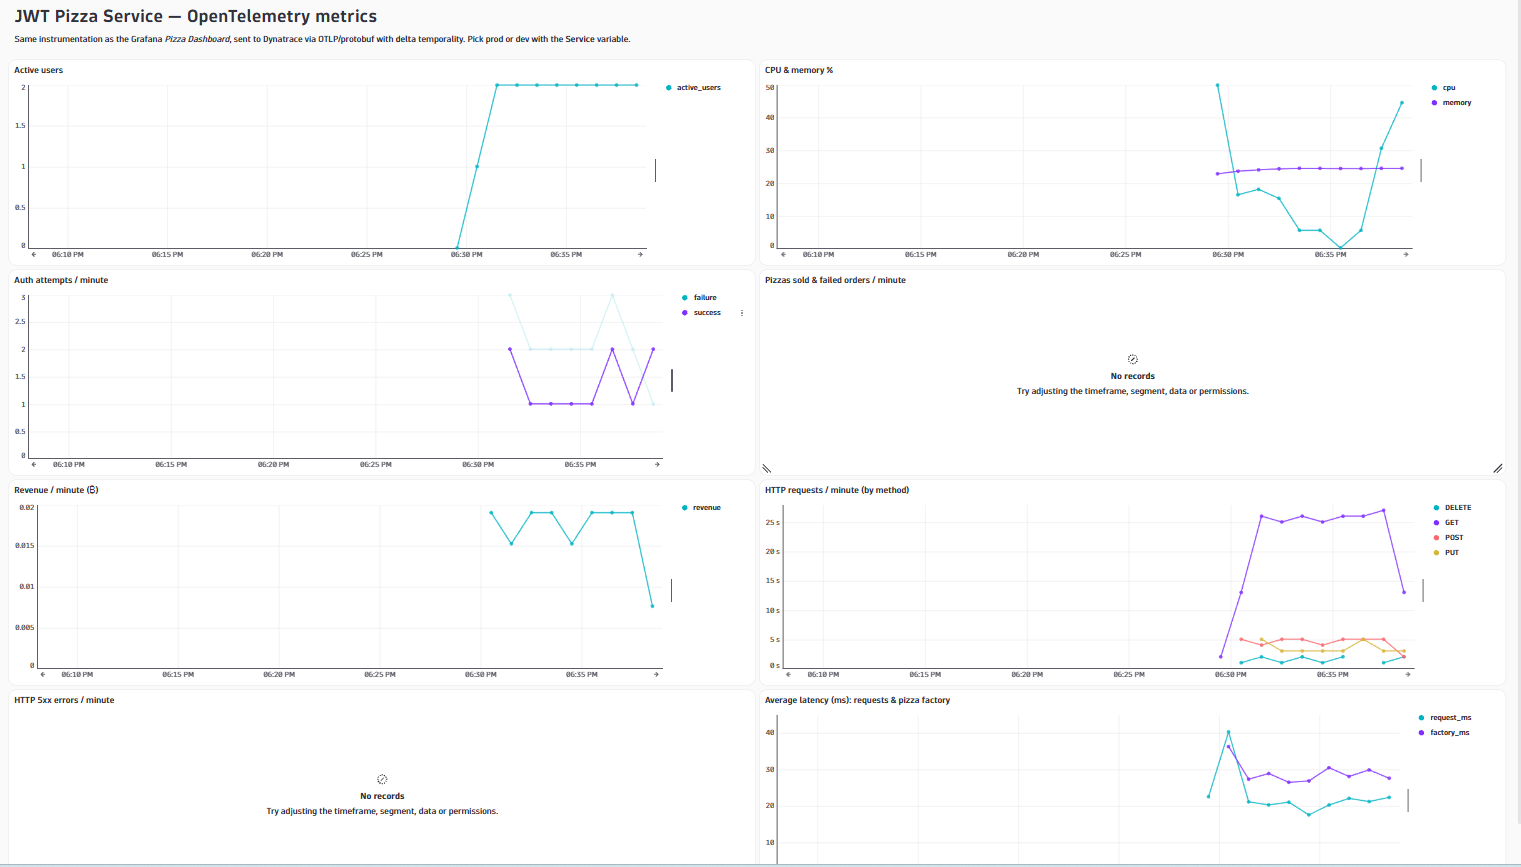 JWT Pizza Service — OpenTelemetry metrics
Same instrumentation as the Grafana Pizza Dashboard, sent to Dynatrace via OTLP/protobuf with delta temporality. Pick prod or dev with the Service variable.
Active users
2
1.5
1
0.5
0
06:10 PM 06:15 PM 06:20 PM 06:25 PM 06:30 PM 06:35 PM
active_users
CPU & memory %
50
40
30
20
10
0
06:10 PM 06:15 PM 06:20 PM 06:25 PM 06:30 PM 06:35 PM
cpu
memory
Auth attempts / minute
3
2.5
2
1.5
1
0.5
0
06:10 PM 06:15 PM 06:20 PM 06:25 PM 06:30 PM 06:35 PM
failure
success
Pizzas sold & failed orders / minute
No records
Try adjusting the timeframe, segment, data or permissions.
Revenue / minute (₿)
0.02
0.015
0.01
0.005
0
06:10 PM 06:15 PM 06:20 PM 06:25 PM 06:30 PM 06:35 PM
revenue
HTTP requests / minute (by method)
25 s
20 s
15 s
10 s
5 s
0 s
06:10 PM 06:15 PM 06:20 PM 06:25 PM 06:30 PM 06:35 PM
DELETE
GET
POST
PUT
HTTP 5xx errors / minute
No records
Try adjusting the timeframe, segment, data or permissions.
Average latency (ms): requests & pizza factory
40
30
20
10
request_ms
factory_ms